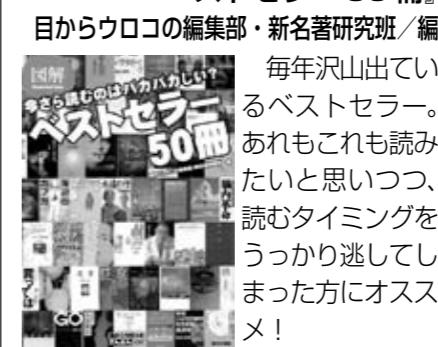 目からウロコの編集部・新名著研究班／編
図解
今さら読むのはバカバカしい?
ベストセラー
50冊
GO
毎年沢山出てい
るベストセラー。
あれもこれも読み
たいと思いつつ、
読むタイミングを
うっかり逃してし
まった方にオスス
メ！